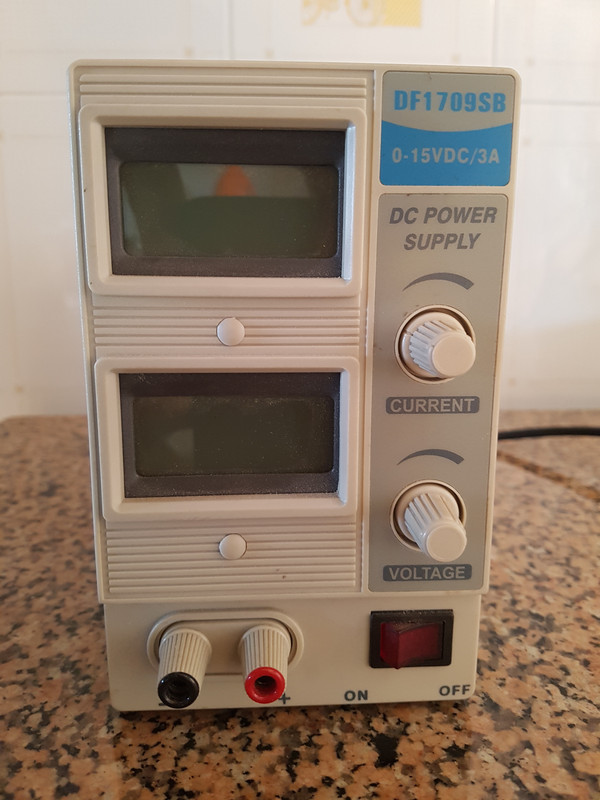 DF1709SB
0-15VDC/3A
DC POWER
SUPPLY
CURRENT
VOLTAGE
- + ON OFF